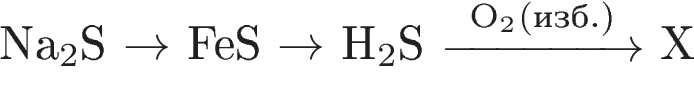 Na₂S → FeS → H₂S —O₂(изб.)→ X